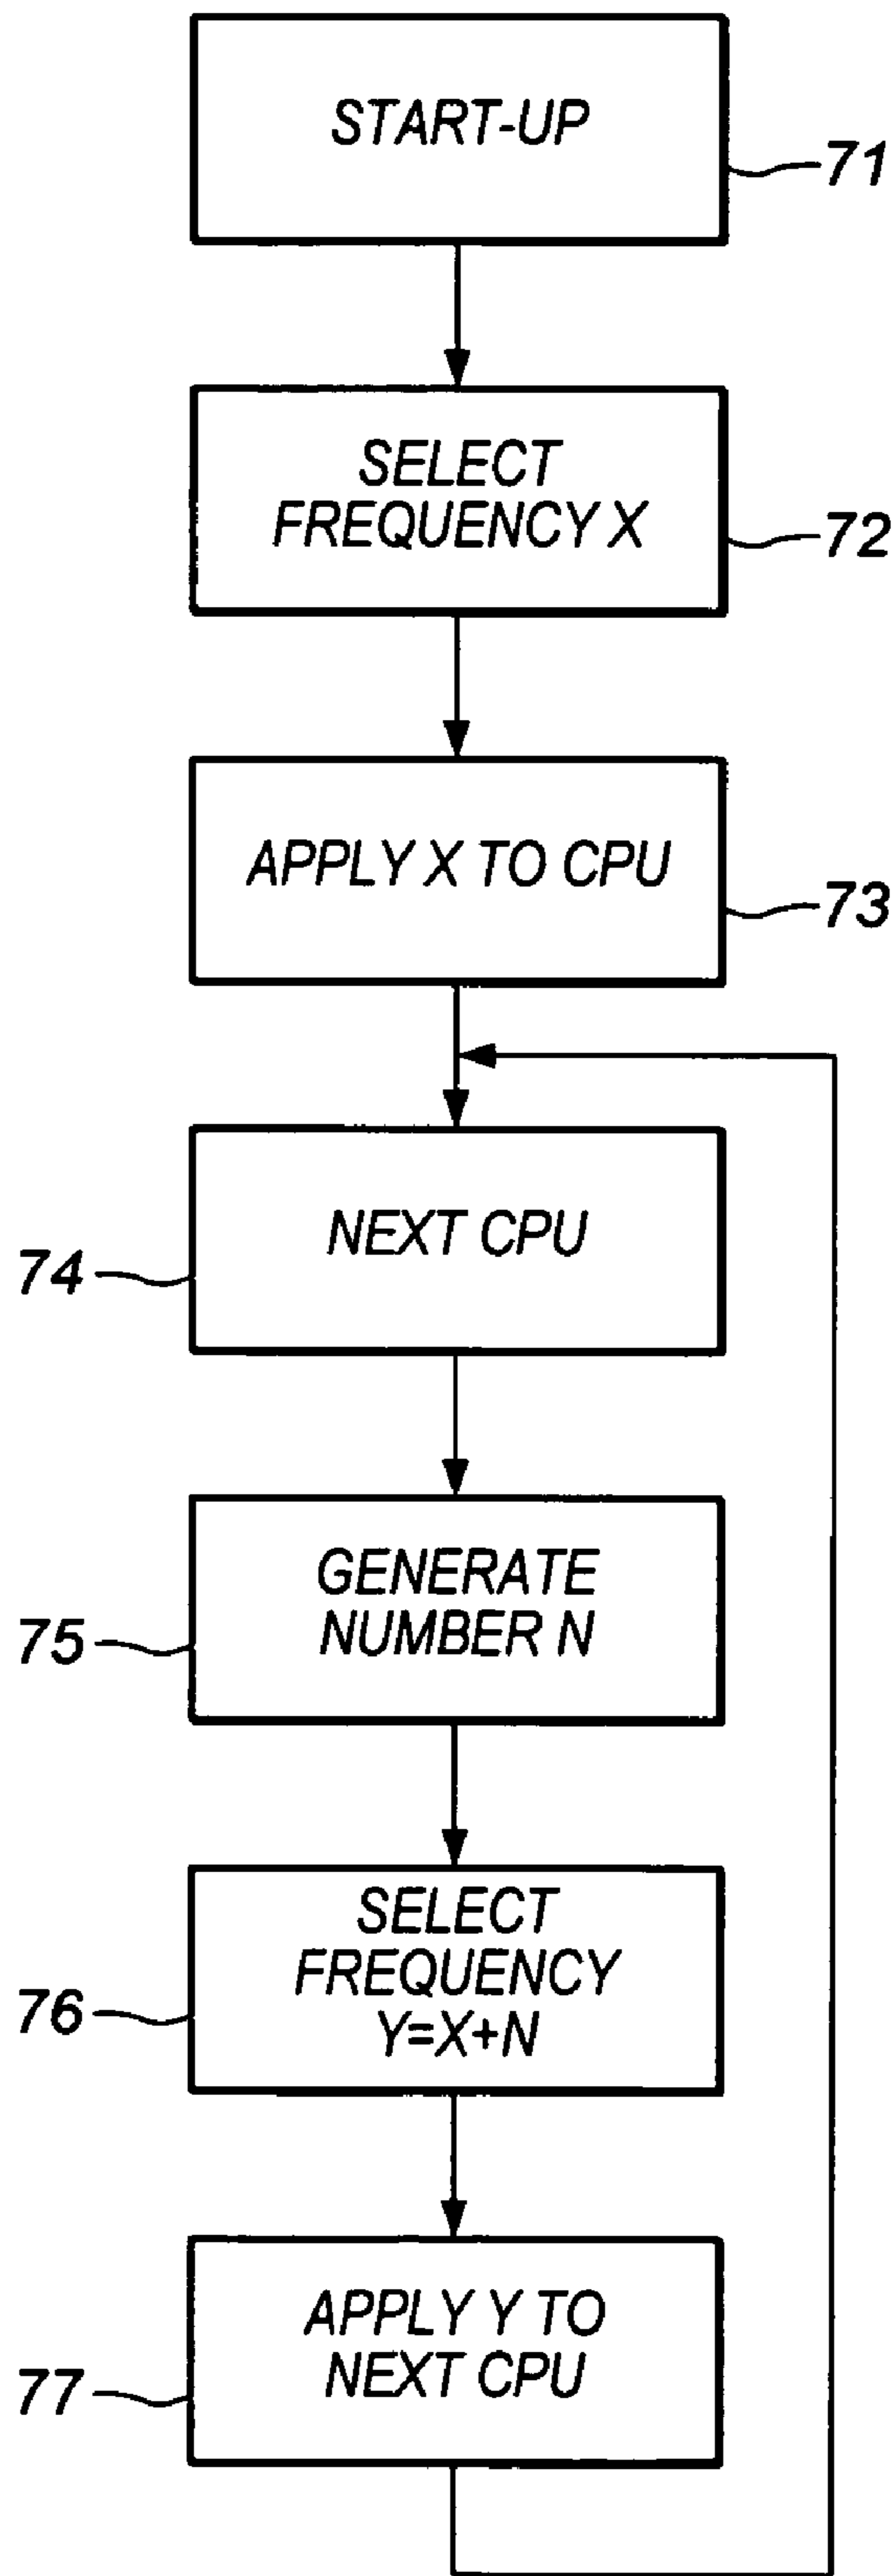 START-UP
71
SELECT
FREQUENCY X
72
APPLY X TO CPU
73
NEXT CPU
74
GENERATE
NUMBER N
75
SELECT
FREQUENCY
Y=X+N
76
APPLY Y TO
NEXT CPU
77